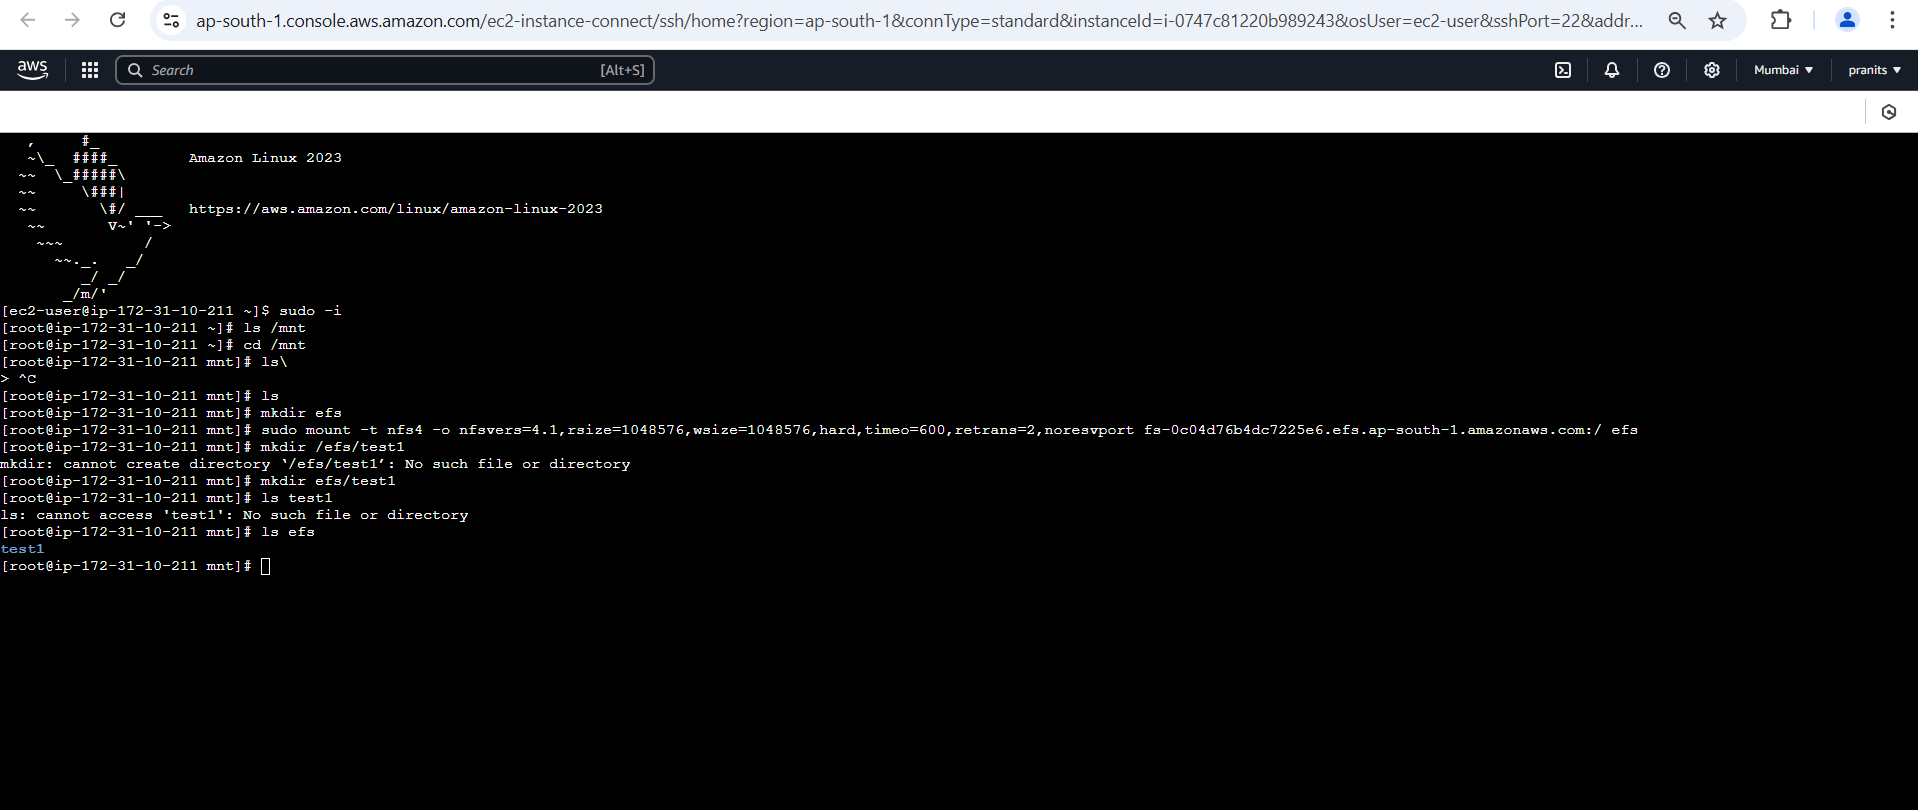 ap-south-1.console.aws.amazon.com/ec2-instance-connect/ssh/home?region=ap-south-1&connType=standard&instanceId=i-0747c81220b989243&osUser=ec2-user&sshPort=22&addr...
aws
Search
[Alt+S]
Mumbai
pranits
   ,     #_
   ~\_  ####_        Amazon Linux 2023
  ~~  \_#####\
  ~~     \###|
  ~~       \#/ ___   https://aws.amazon.com/linux/amazon-linux-2023
   ~~       V~' '->
    ~~~         /
      ~~._.   _/
         _/ _/
       _/m/'
[ec2-user@ip-172-31-10-211 ~]$ sudo -i
[root@ip-172-31-10-211 ~]# ls /mnt
[root@ip-172-31-10-211 ~]# cd /mnt
[root@ip-172-31-10-211 mnt]# ls\
> ^C
[root@ip-172-31-10-211 mnt]# ls
[root@ip-172-31-10-211 mnt]# mkdir efs
[root@ip-172-31-10-211 mnt]# sudo mount -t nfs4 -o nfsvers=4.1,rsize=1048576,wsize=1048576,hard,timeo=600,retrans=2,noresvport fs-0c04d76b4dc7225e6.efs.ap-south-1.amazonaws.com:/ efs
[root@ip-172-31-10-211 mnt]# mkdir /efs/test1
mkdir: cannot create directory ‘/efs/test1’: No such file or directory
[root@ip-172-31-10-211 mnt]# mkdir efs/test1
[root@ip-172-31-10-211 mnt]# ls test1
ls: cannot access 'test1': No such file or directory
[root@ip-172-31-10-211 mnt]# ls efs
test1
[root@ip-172-31-10-211 mnt]#